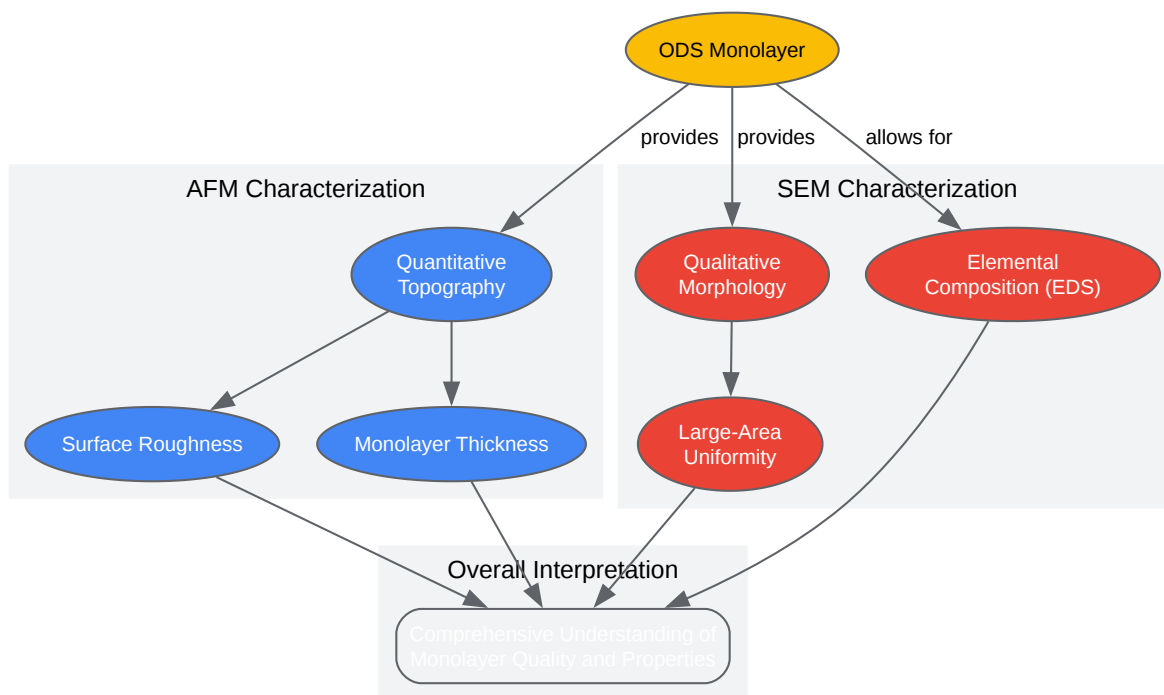 ODS Monolayer
provides
provides
allows for
AFM Characterization
SEM Characterization
Quantitative
Topography
Qualitative
Morphology
Elemental
Composition (EDS)
Surface Roughness
Monolayer Thickness
Large-Area
Uniformity
Overall Interpretation
Comprehensive Understanding of
Monolayer Quality and Properties